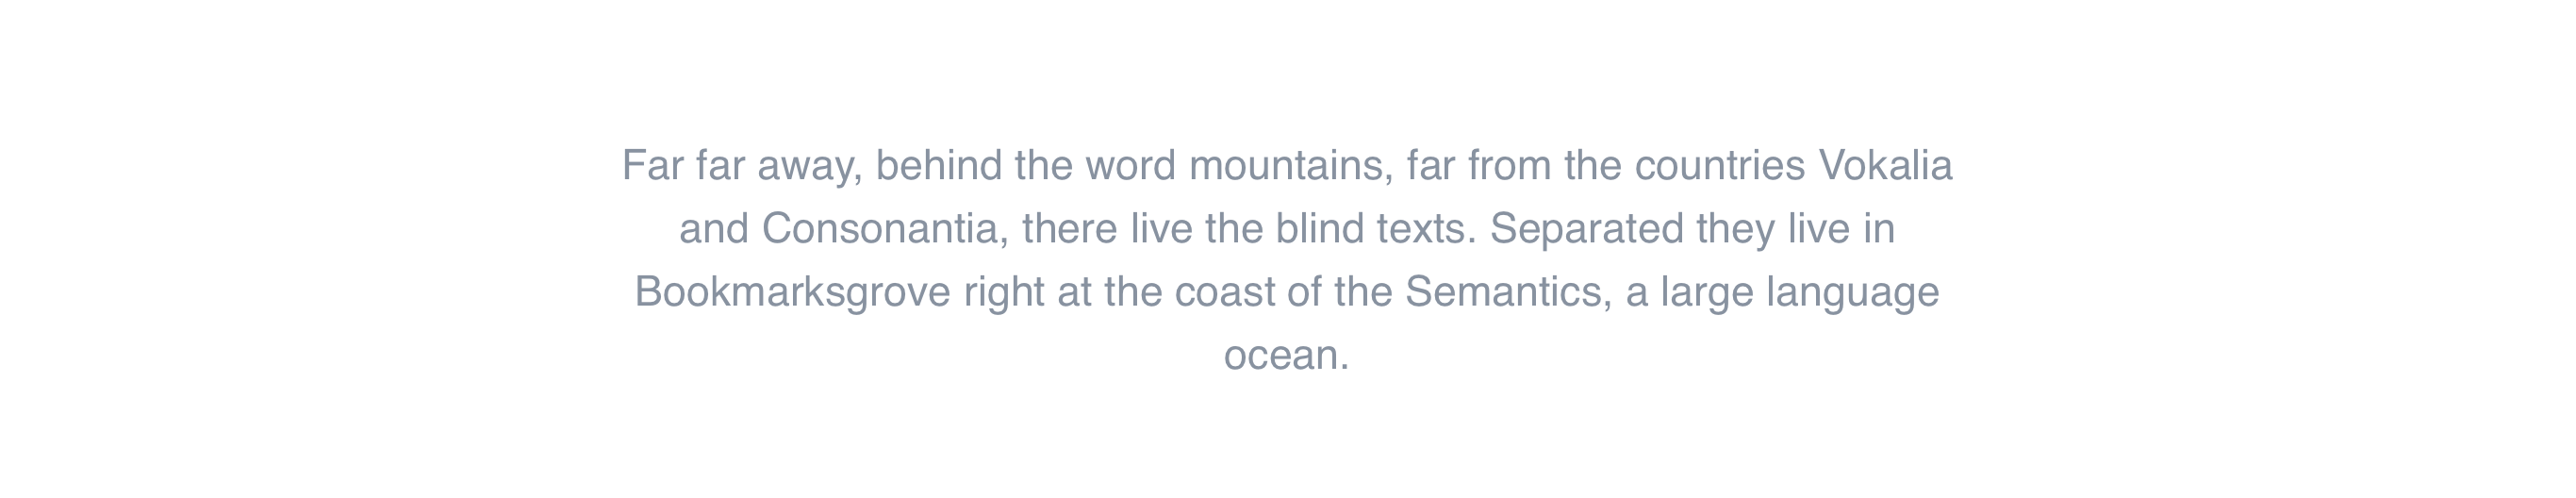 Far far away, behind the word mountains, far from the countries Vokalia
and Consonantia, there live the blind texts. Separated they live in
Bookmarksgrove right at the coast of the Semantics, a large language
ocean.